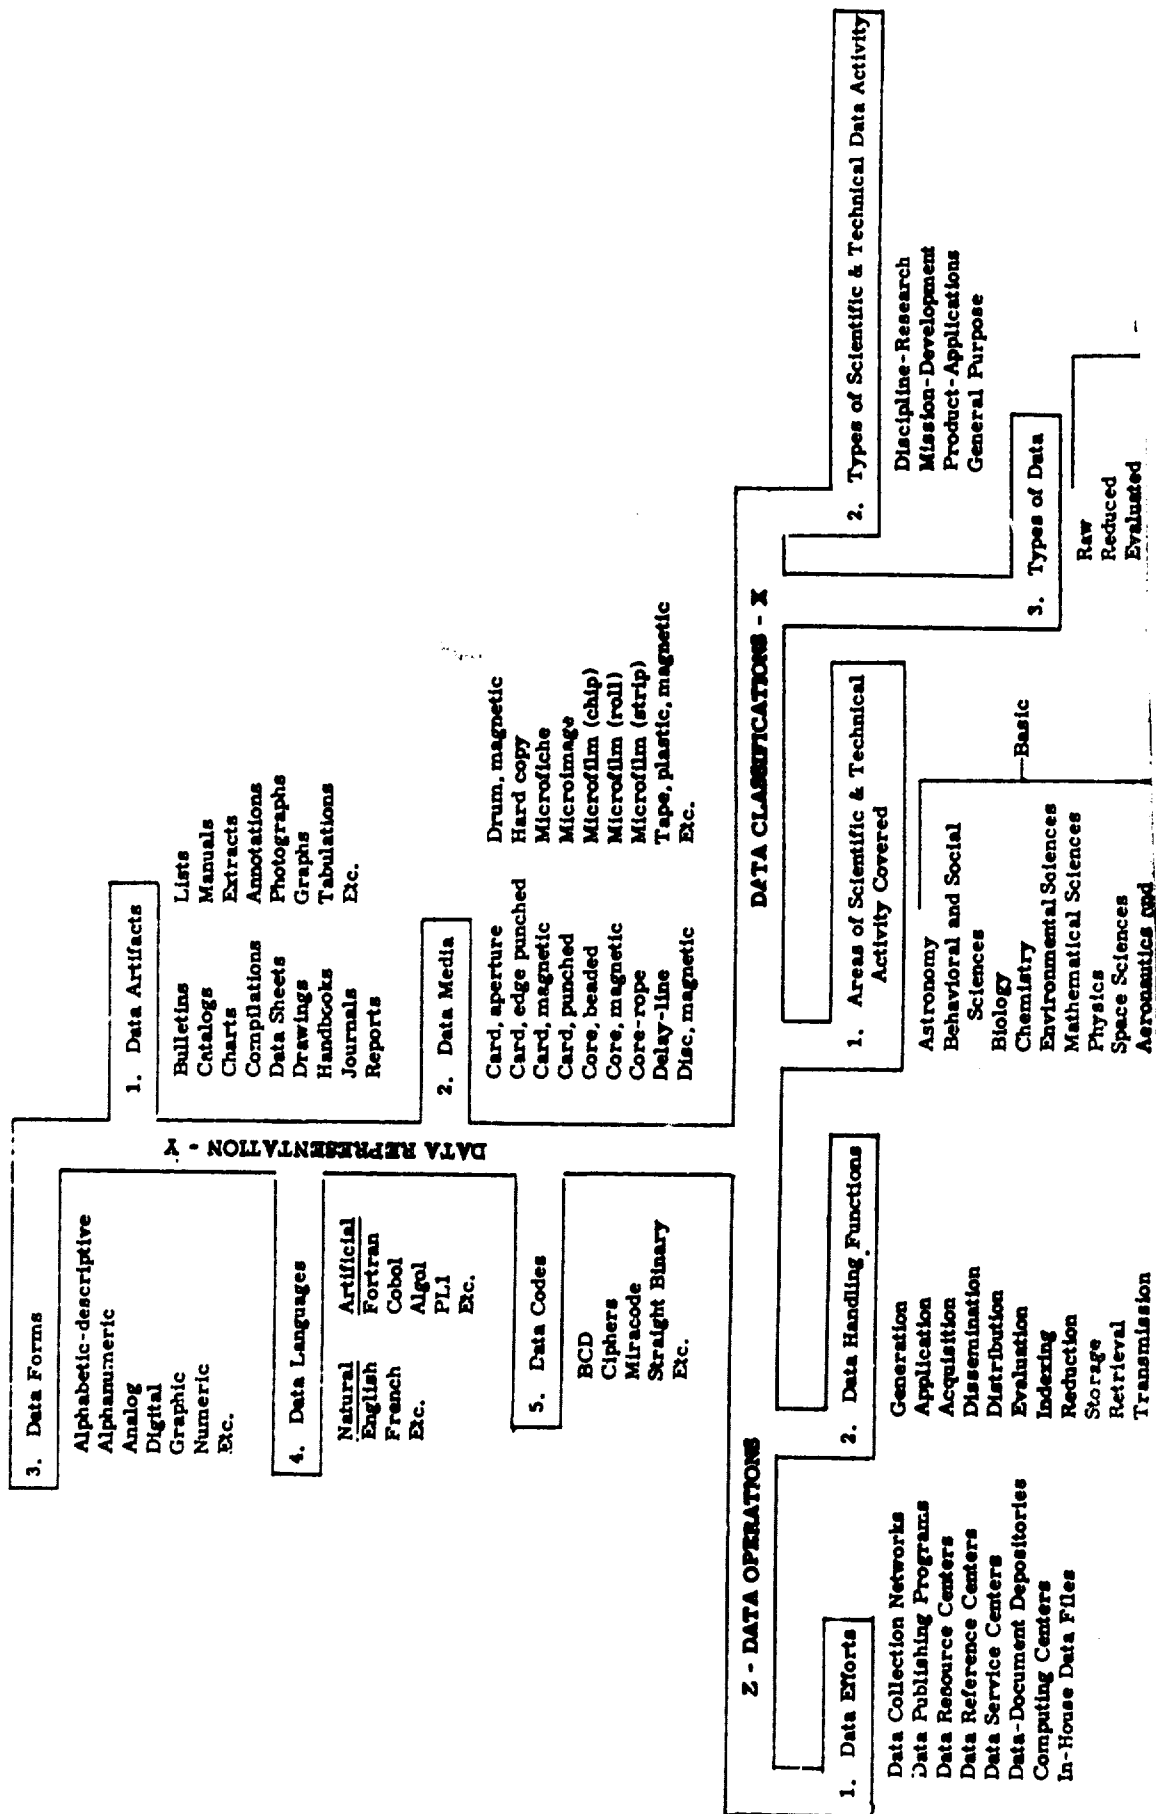 3. Data Forms
Alphabetic-descriptive
Alphanumeric
Analog
Digital
Graphic
Numeric
Etc.
1. Data Artifacts
Bulletins
Catalogs
Charts
Compilations
Data Sheets
Drawings
Handbooks
Journals
Reports
Lists
Manuals
Extracts
Annotations
Photographs
Graphs
Tabulations
Etc.
DATA REPRESENTATION - Y
4. Data Languages
Natural
English
French
Etc.
Artificial
Fortran
Cobol
Algol
PL1
Etc.
2. Data Media
Card, aperture
Card, edge punched
Card, magnetic
Card, punched
Core, beaded
Core, magnetic
Core-rope
Delay-line
Disc, magnetic
Drum, magnetic
Hard copy
Microfiche
Microimage
Microfilm (chip)
Microfilm (roll)
Microfilm (strip)
Tape, plastic, magnetic
Etc.
5. Data Codes
BCD
Ciphers
Miracode
Straight Binary
Etc.
Z - DATA OPERATIONS
DATA CLASSIFICATIONS - X
1. Data Efforts
Data Collection Networks
Data Publishing Programs
Data Resource Centers
Data Reference Centers
Data Service Centers
Data-Document Depositories
Computing Centers
In-House Data Files
2. Data Handling Functions
Generation
Application
Acquisition
Dissemination
Distribution
Evaluation
Indexing
Reduction
Storage
Retrieval
Transmission
1. Areas of Scientific & Technical
Activity Covered
Astronomy
Behavioral and Social
Sciences
Biology
Chemistry
Environmental Sciences
Mathematical Sciences
Physics
Space Sciences
Aeronautics and
Basic
2. Types of Scientific & Technical Data Activity
Discipline-Research
Mission-Development
Product-Applications
General Purpose
3. Types of Data
Raw
Reduced
Evaluated